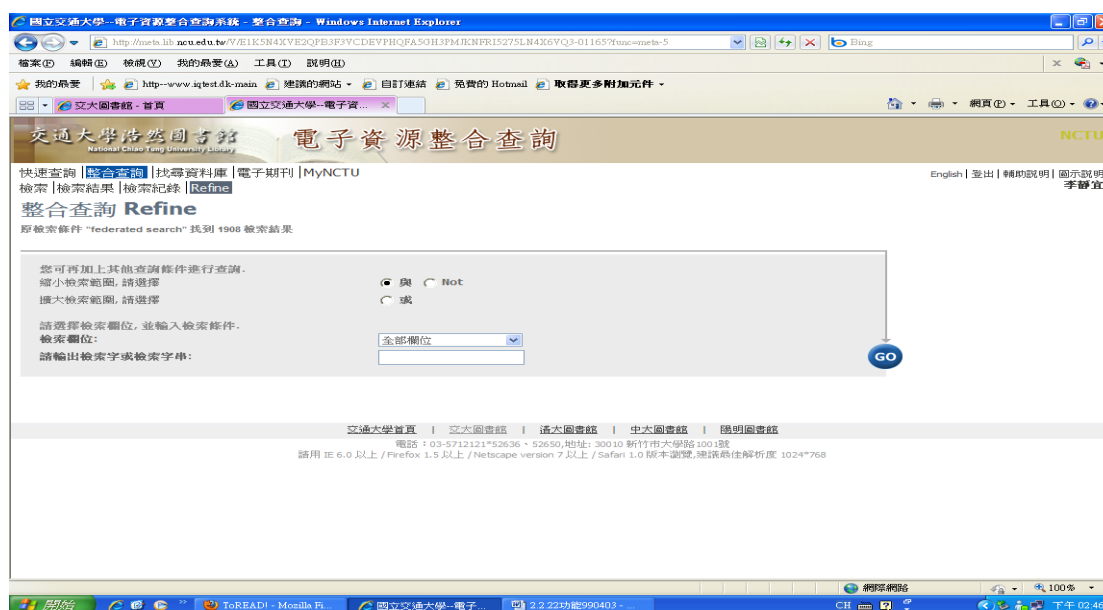 國立交通大學--電子資源整合查詢系統 - 整合查詢 - Windows Internet Explorer
http://meta.lib.ncu.edu.tw/V/E1K5N4XVE2QPB3F3VCDEVPHQFA5GH3PMJKNFRI5275LN4X6VQ3-01165?func=meta-5
Bing
檔案(F) 編輯(E) 檢視(V) 我的最愛(A) 工具(T) 說明(H)
我的最愛 http--www.iqtest.dk-main 建議的網站 自訂連結 免費的 Hotmail 取得更多附加元件
交大圖書館 - 首頁 國立交通大學--電子資... 網頁(P) 工具(O)
交通大學浩然圖書館 電子資源整合查詢 NCTU
National Chiao Tung University Library
快速查詢 | 整合查詢 | 找尋資料庫 | 電子期刊 | MyNCTU English | 登出 | 輔助說明 | 圖示說明
檢索 | 檢索結果 | 檢索紀錄 | Refine 李靜宜
整合查詢 Refine
原檢索條件 "federated search" 找到 1908 檢索結果
您可再加上其他查詢條件進行查詢.
縮小檢索範圍, 請選擇 與 Not
擴大檢索範圍, 請選擇 或
請選擇檢索欄位, 並輸入檢索條件.
檢索欄位: 全部欄位
請輸出檢索字或檢索字串:
GO
交通大學首頁 | 交大圖書館 | 清大圖書館 | 中大圖書館 | 陽明圖書館
電話：03-5712121*52636、52650,地址: 30010 新竹市大學路1001號
請用 IE 6.0 以上 / Firefox 1.5 以上 / Netscape version 7 以上 / Safari 1.0 版本瀏覽,建議最佳解析度 1024*768
網際網路 100%
開始 ToREAD! - Mozilla Fi... 國立交通大學--電子... 2.2 22功能990403 - ... CH 下午 02:46